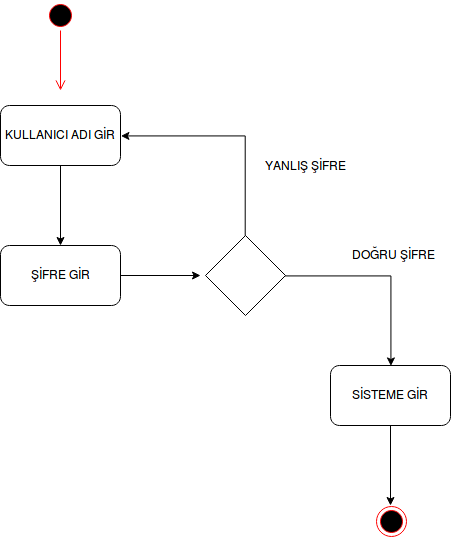 KULLANICI ADI GİR
YANLIŞ ŞİFRE
DOĞRU ŞİFRE
ŞİFRE GİR
SİSTEME GİR